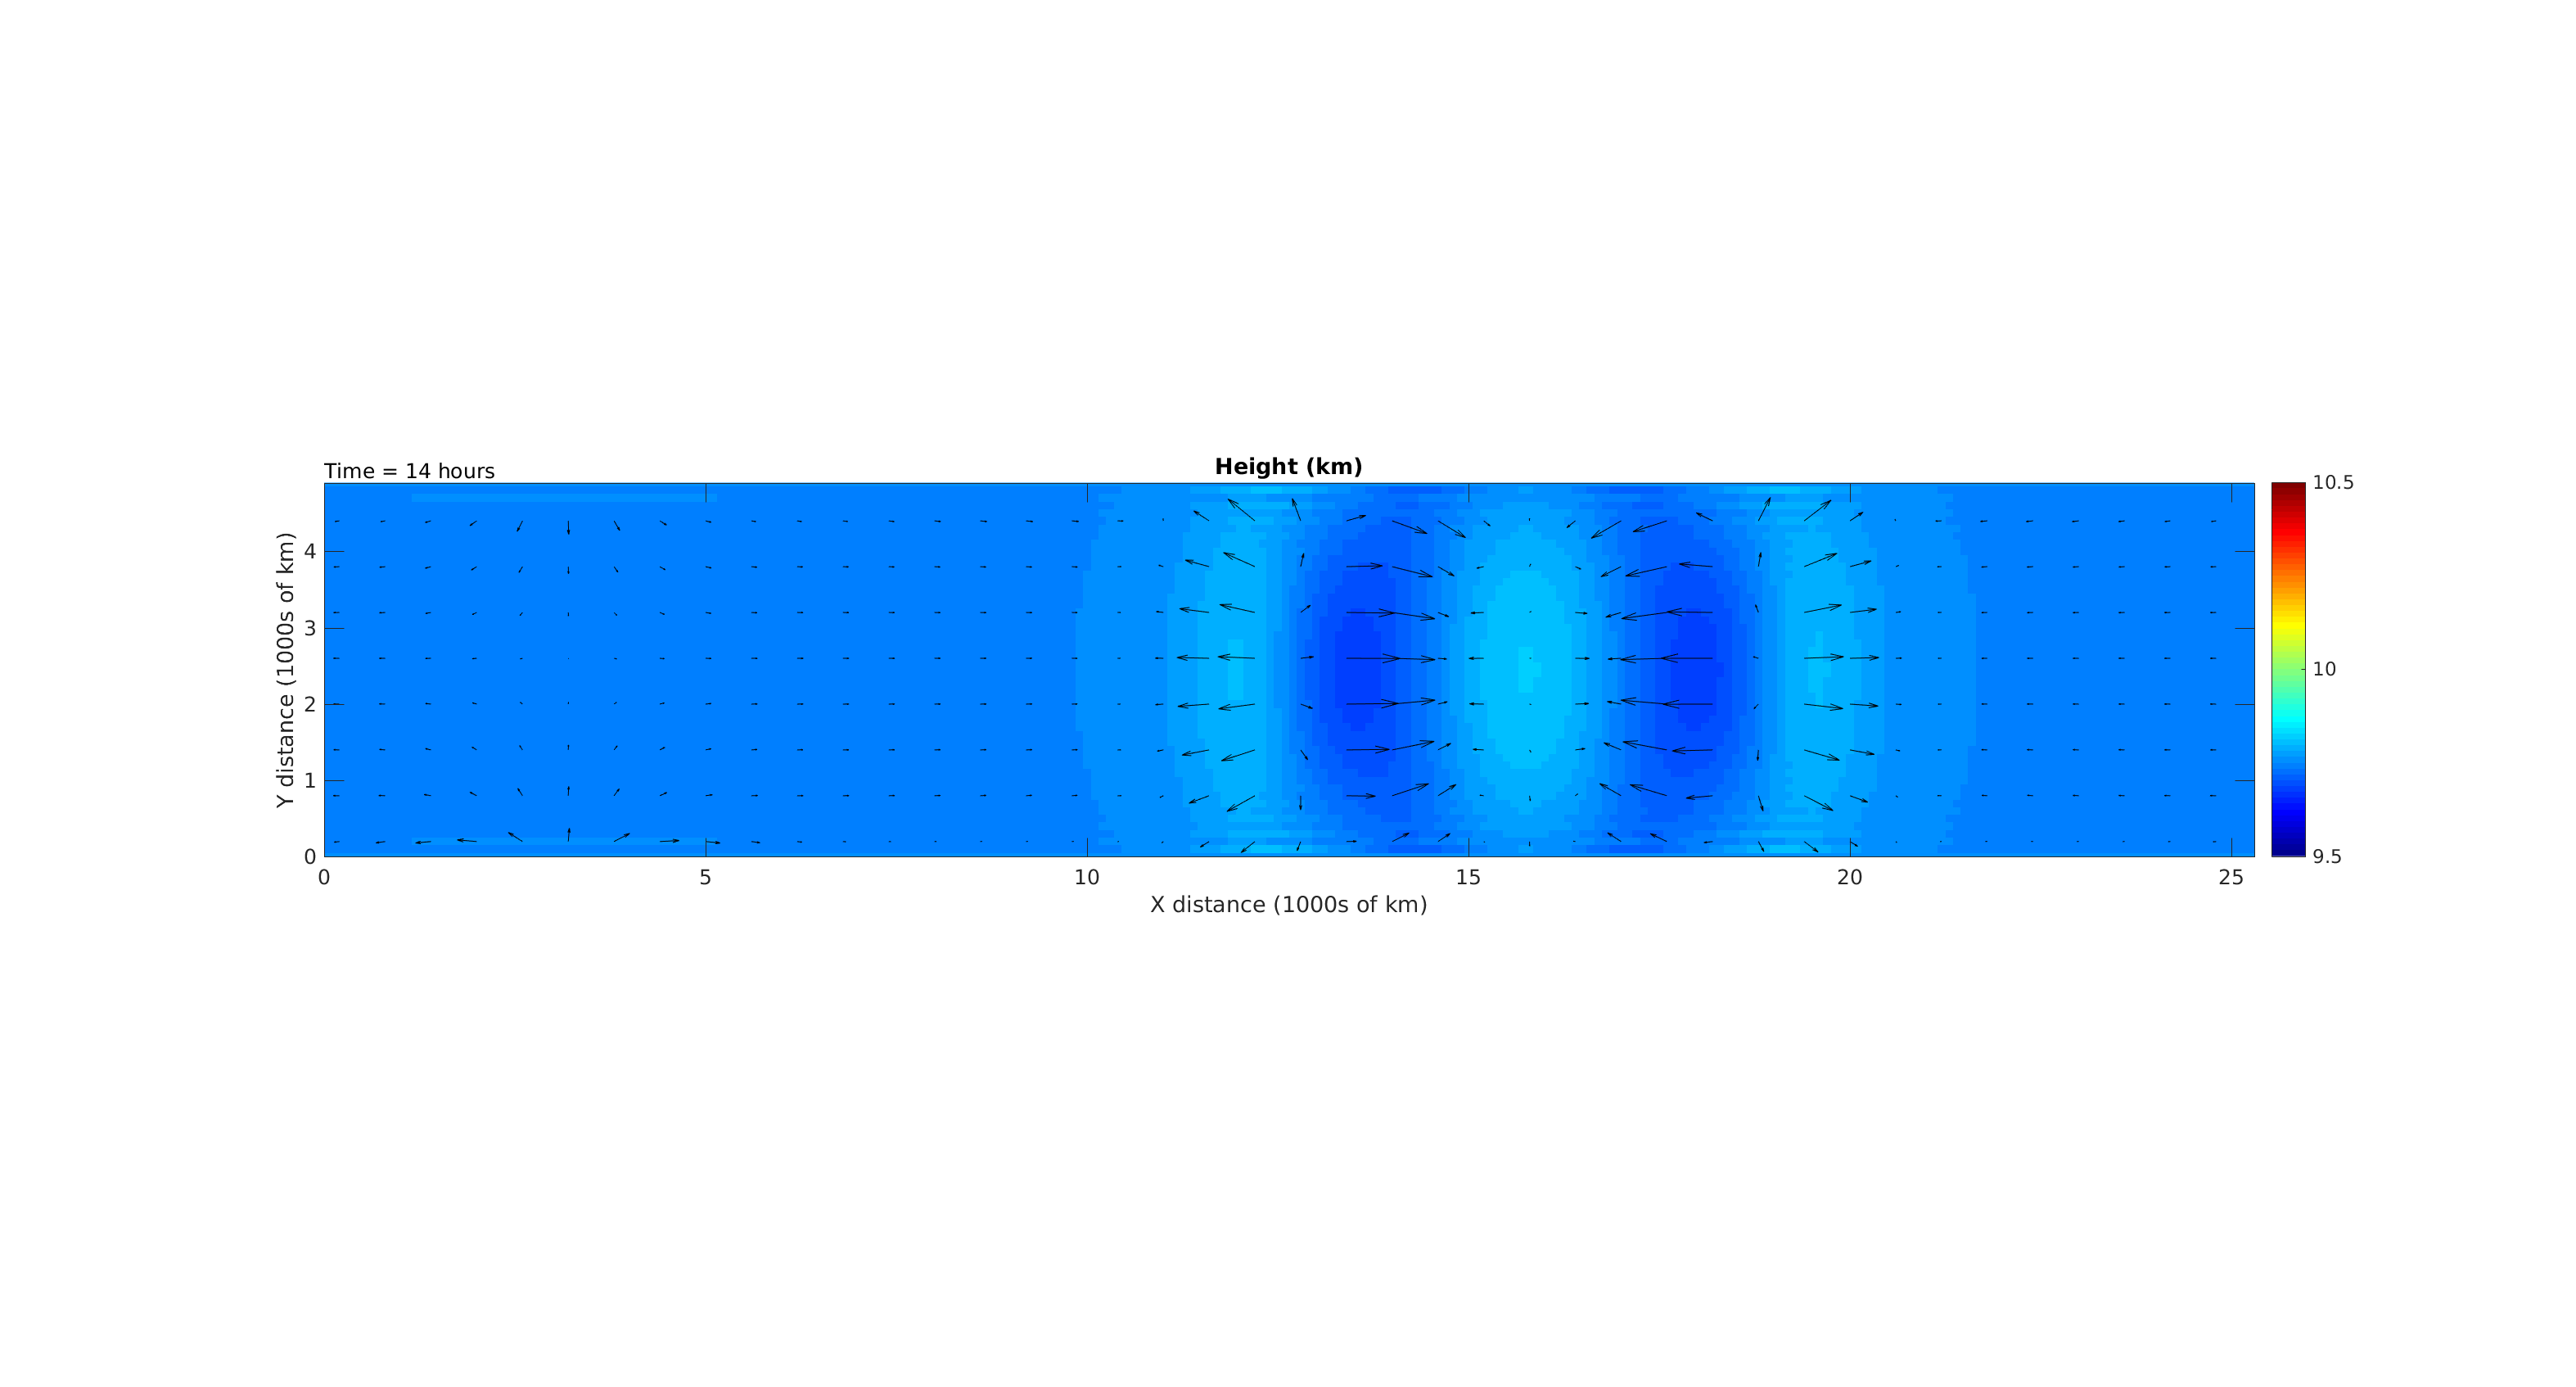 Time = 14 hours
Height (km)
10.5
10
9.5
Y distance (1000s of km)
4
3
2
1
0
0 5 10 15 20 25
X distance (1000s of km)